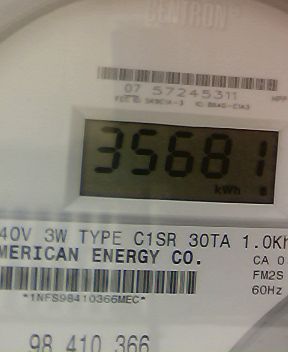 CENTRON®
07 57245311
35681
kWh
40V 3W TYPE C1SR 30TA 1.0Kh
MERICAN ENERGY CO.
CA 0
FM2S
60Hz
*1NFS98410366MEC*
98 410 366